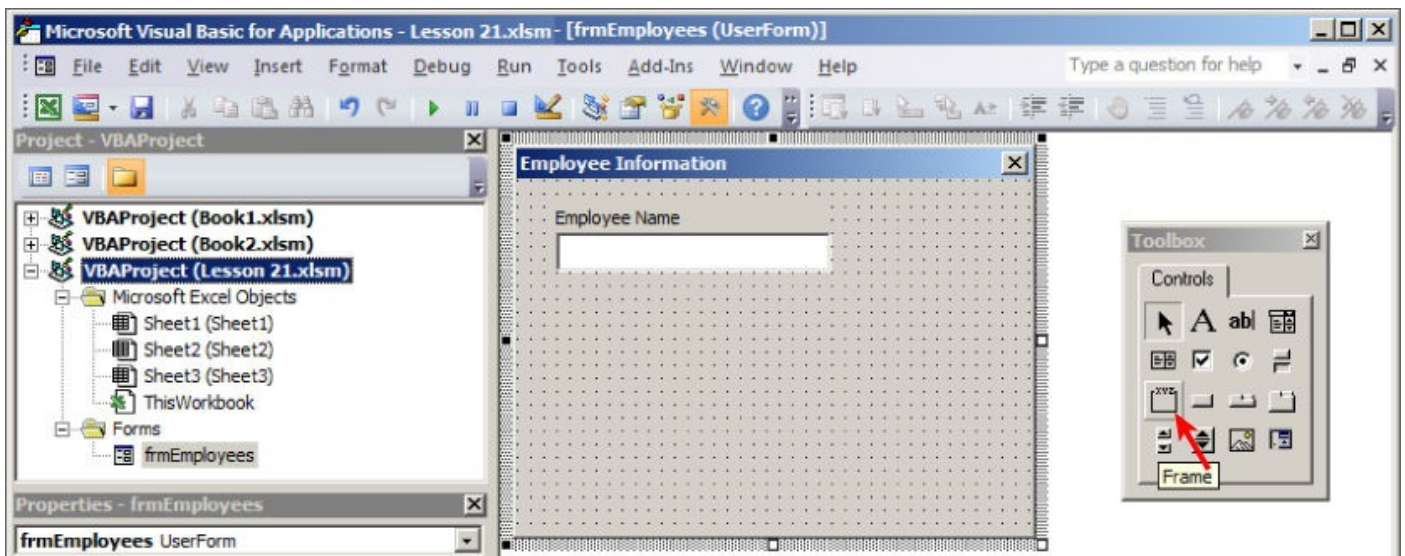 Microsoft Visual Basic for Applications - Lesson 21.xlsm - [frmEmployees (UserForm)]
File Edit View Insert Format Debug Run Tools Add-Ins Window Help Type a question for help
Project - VBAProject
VBAProject (Book1.xlsm)
VBAProject (Book2.xlsm)
VBAProject (Lesson 21.xlsm)
Microsoft Excel Objects
Sheet1 (Sheet1)
Sheet2 (Sheet2)
Sheet3 (Sheet3)
ThisWorkbook
Forms
frmEmployees
Properties - frmEmployees
frmEmployees UserForm
Employee Information
Employee Name
Toolbox
Controls
A ab|
xyz
Frame